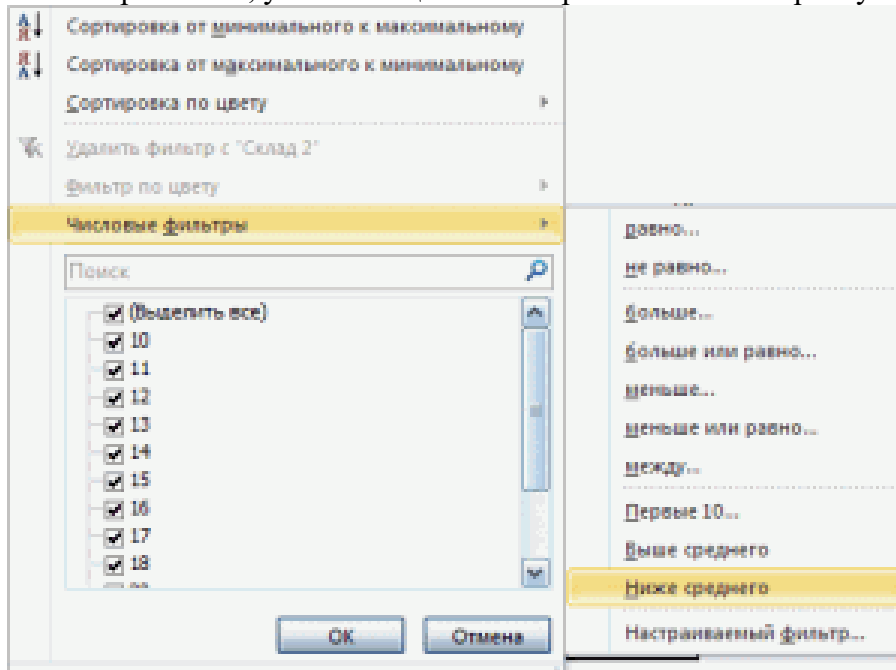 Сортировка от минимального к максимальному
Сортировка от максимального к минимальному
Сортировка по цвету
Удалить фильтр с "Склад 2"
Фильтр по цвету
Числовые фильтры
Поиск
(Выделить все)
10
11
12
13
14
15
16
17
18
ОК Отмена
равно...
не равно...
больше...
больше или равно...
меньше...
меньше или равно...
между...
Первые 10...
Выше среднего
Ниже среднего
Настраиваемый фильтр...